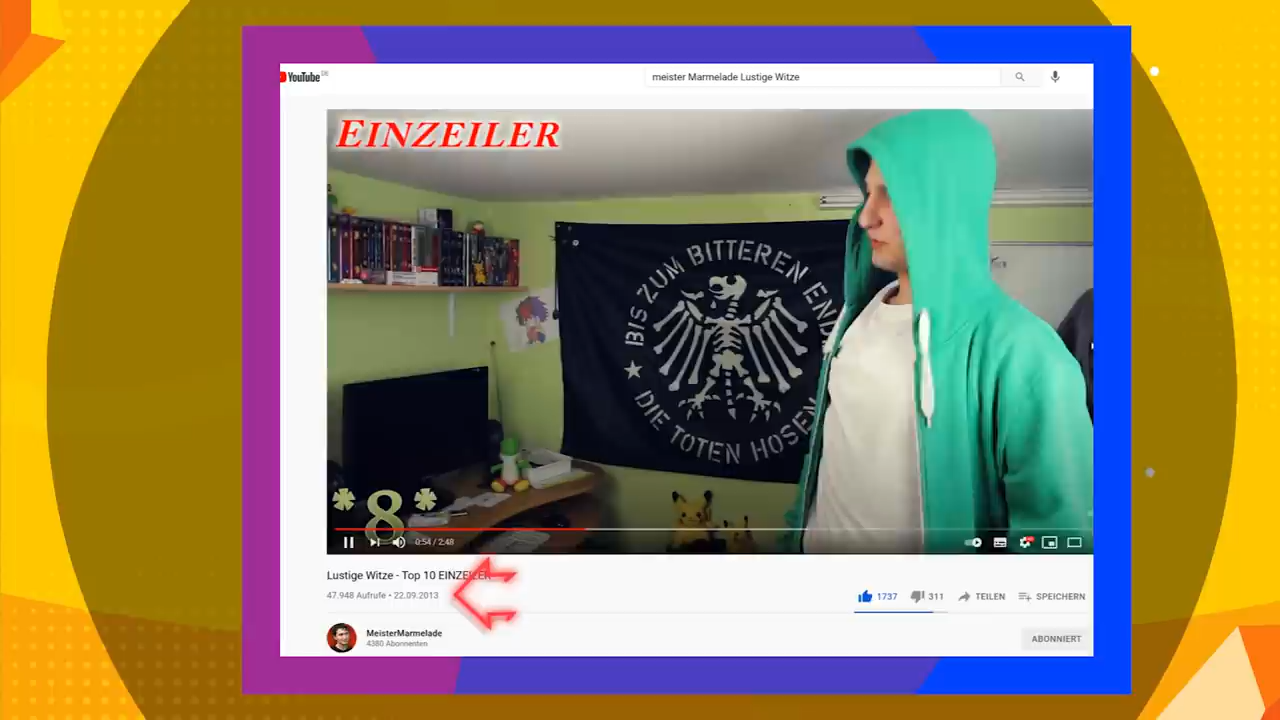 YouTube DE
meister Marmelade Lustige Witze
EINZEILER
BIS ZUM BITTEREN ENDE
DIE TOTEN HOSEN
*8*
0:54 / 2:48
Lustige Witze - Top 10 EINZEILER
47.948 Aufrufe • 22.09.2013
1737
311
TEILEN
SPEICHERN
MeisterMarmelade
4380 Abonnenten
ABONNIERT